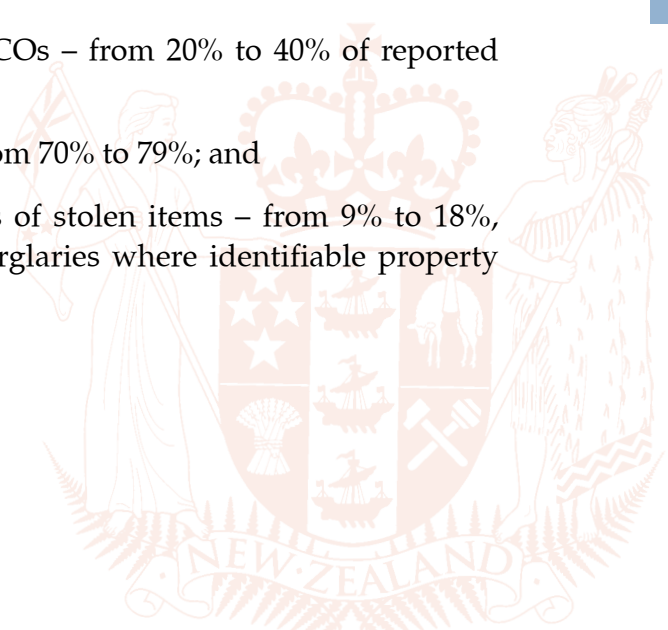 COs – from 20% to 40% of reported
om 70% to 79%; and
s of stolen items – from 9% to 18%,
rglaries where identifiable property
NEW·ZEALAND